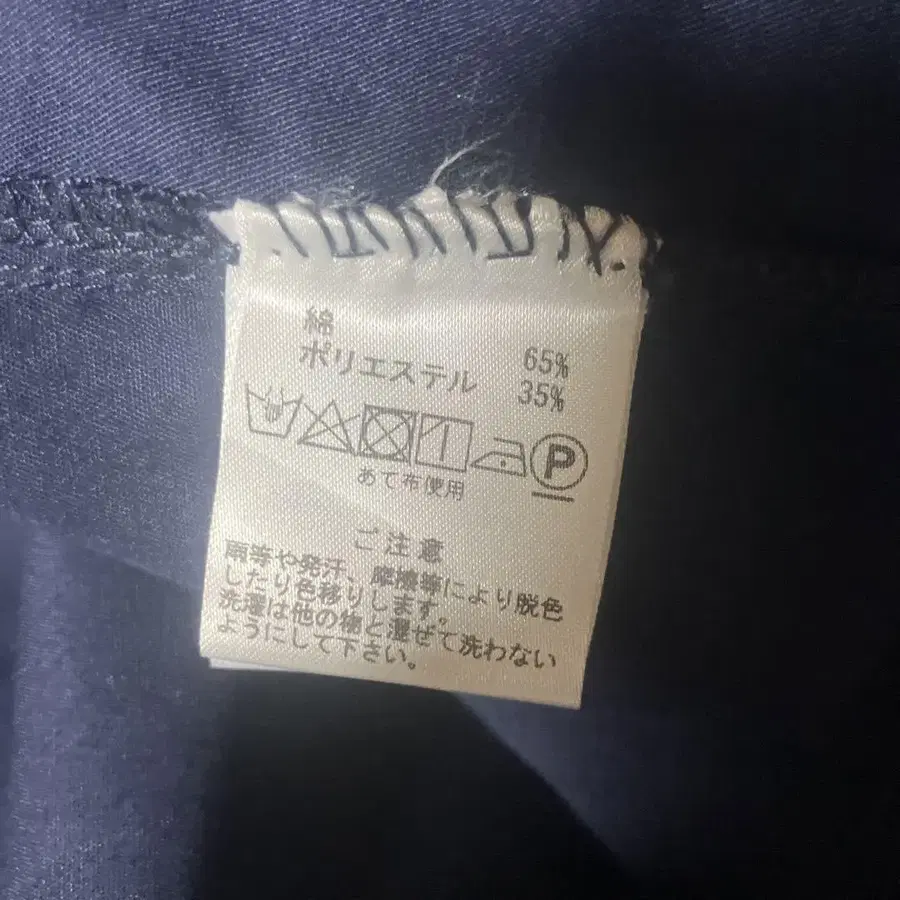 綿 65%
ポリエステル 35%
P
あて布使用
ご注意
雨等や発汗、摩擦等により脱色
したり色移りします。
洗濯は他の物と混ぜて洗わない
ようにして下さい。